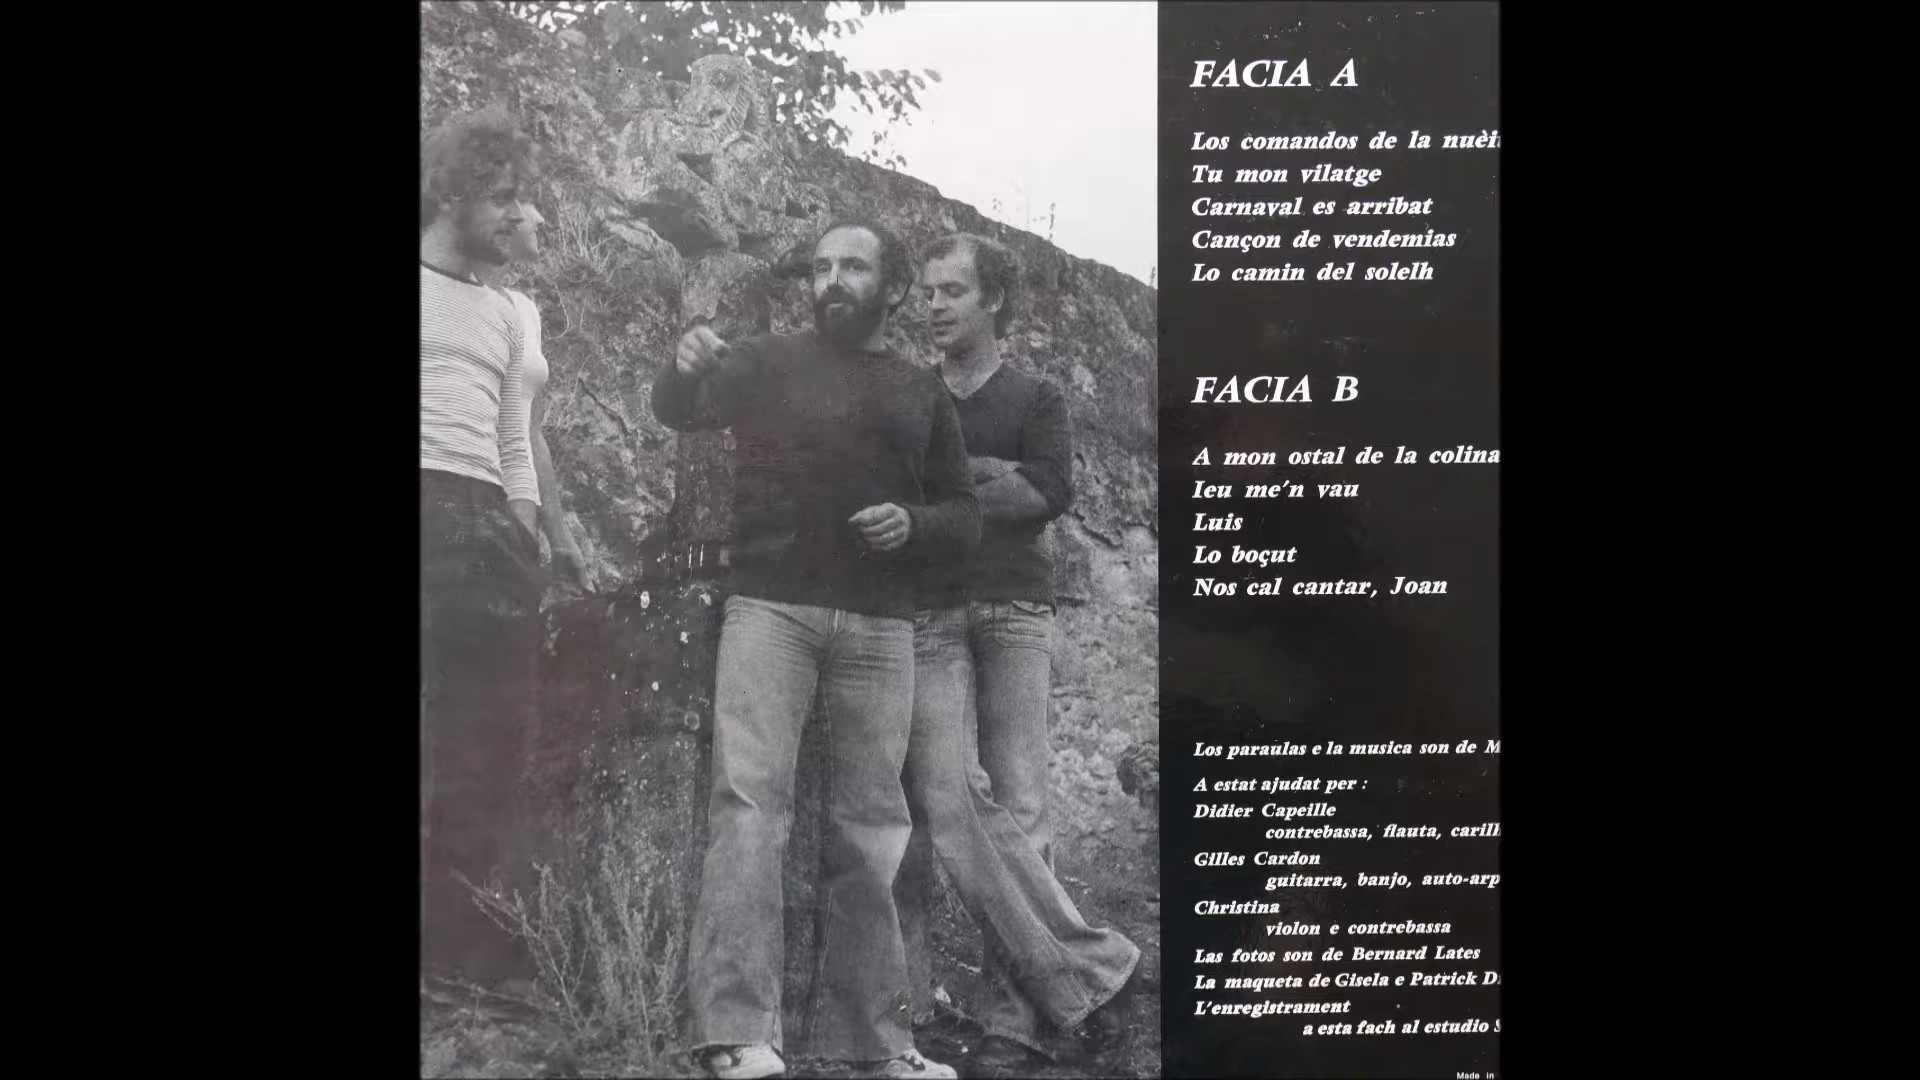 FACIA A
Los comandos de la nuèi
Tu mon vilatge
Carnaval es arribat
Cançon de vendemias
Lo camin del solelh
FACIA B
A mon ostal de la colina
Ieu me'n vau
Luis
Lo boçut
Nos cal cantar, Joan
Los paraulas e la musica son de M
A estat ajudat per :
Didier Capeille
contrebassa, flauta, carill
Gilles Cardon
guitarra, banjo, auto-arp
Christina
violon e contrebassa
Las fotos son de Bernard Lates
La maqueta de Gisela e Patrick D
L'enregistrament
a esta fach al estudio S
Made in